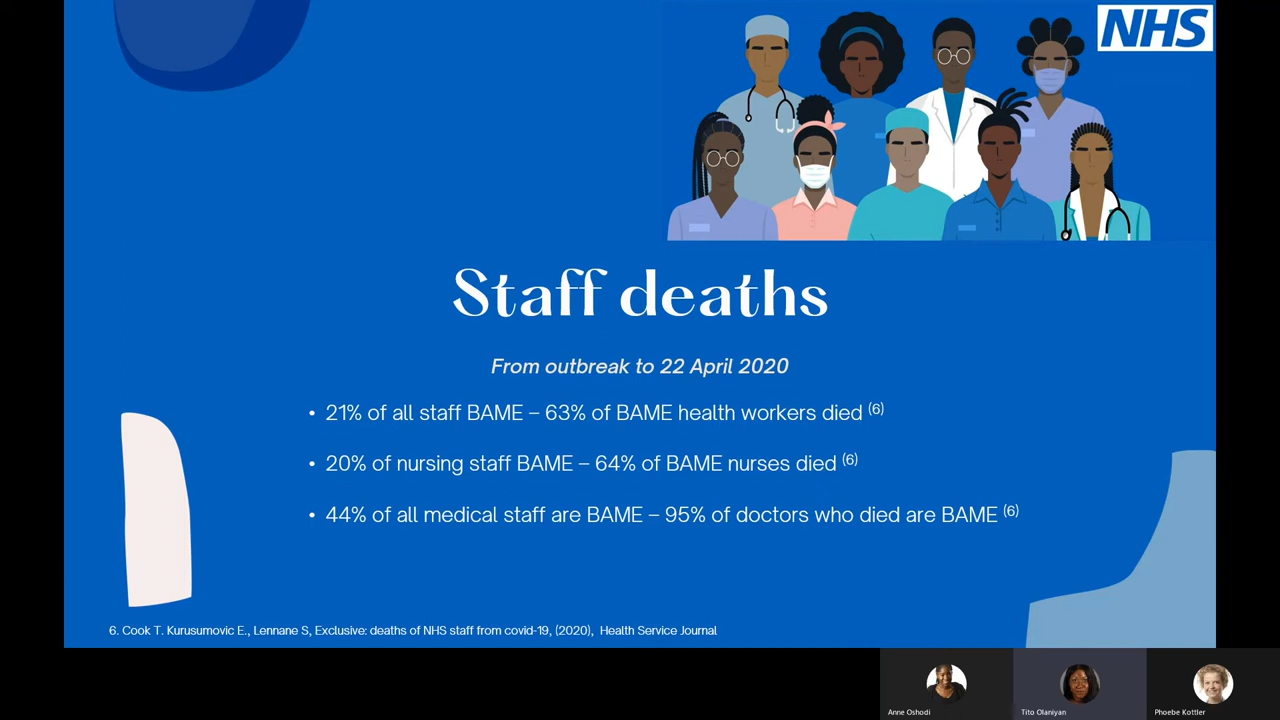 NHS
Staff deaths
From outbreak to 22 April 2020
• 21% of all staff BAME – 63% of BAME health workers died (6)
• 20% of nursing staff BAME – 64% of BAME nurses died (6)
• 44% of all medical staff are BAME – 95% of doctors who died are BAME (6)
6. Cook T. Kurusumovic E., Lennane S, Exclusive: deaths of NHS staff from covid-19, (2020),  Health Service Journal
Anne Oshodi
Tito Olaniyan
Phoebe Kottler